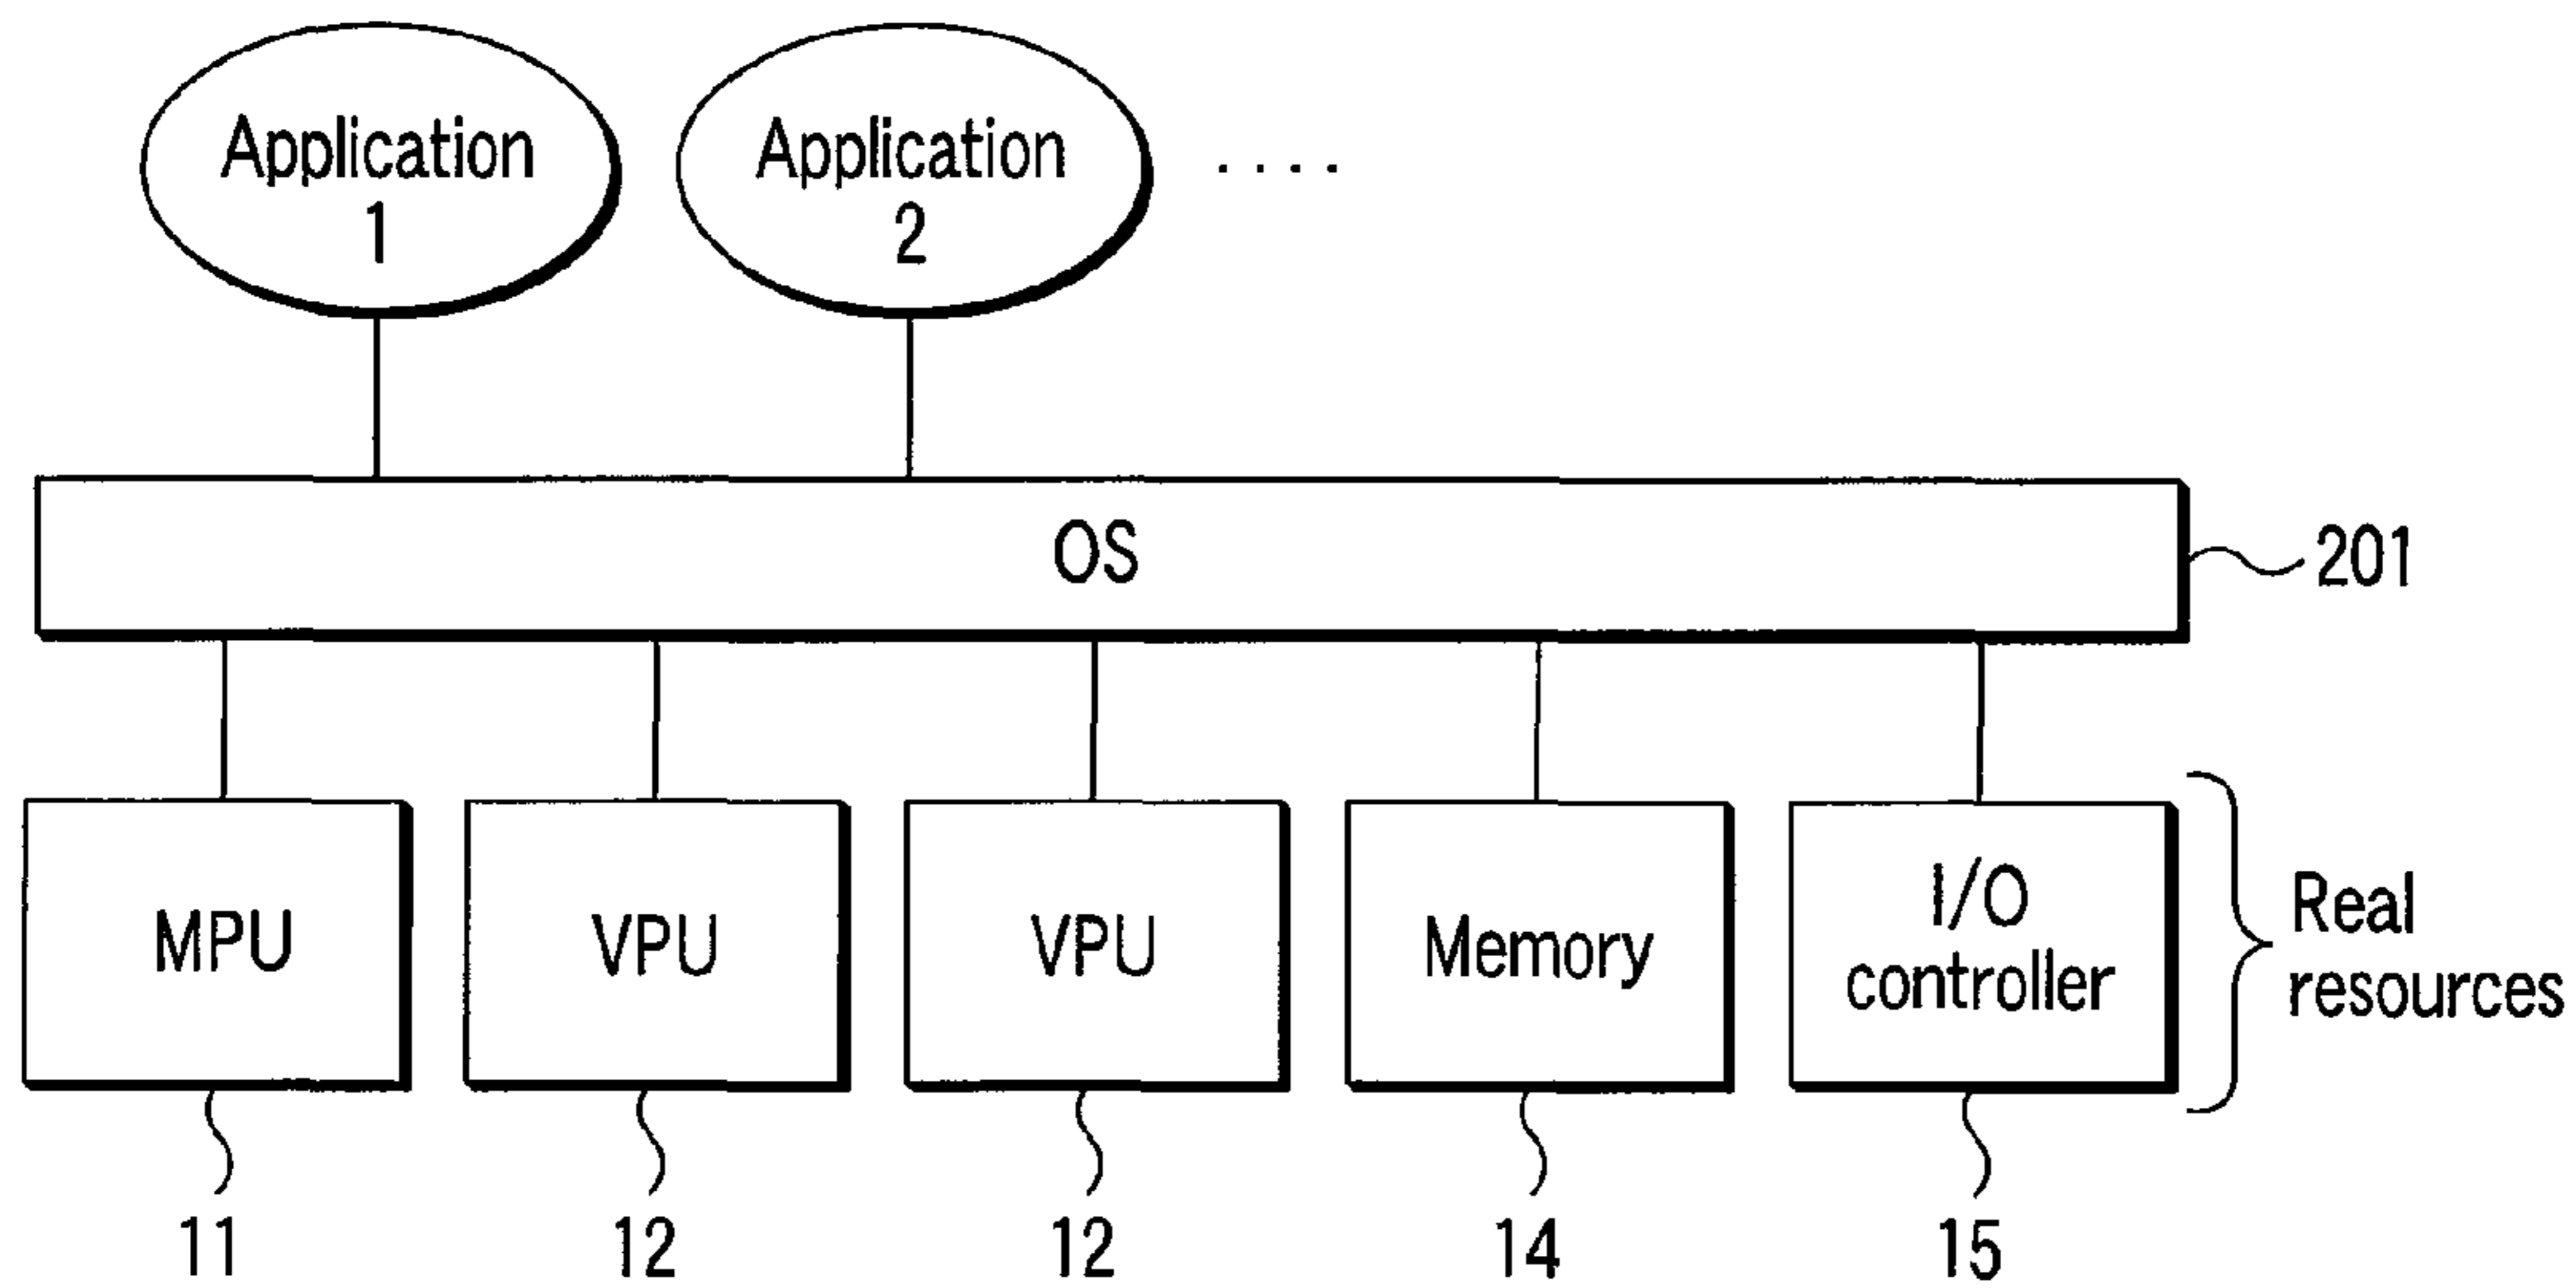 Application
1
Application
2
....
OS
201
MPU
VPU
VPU
Memory
I/O
controller
Real
resources
11
12
12
14
15